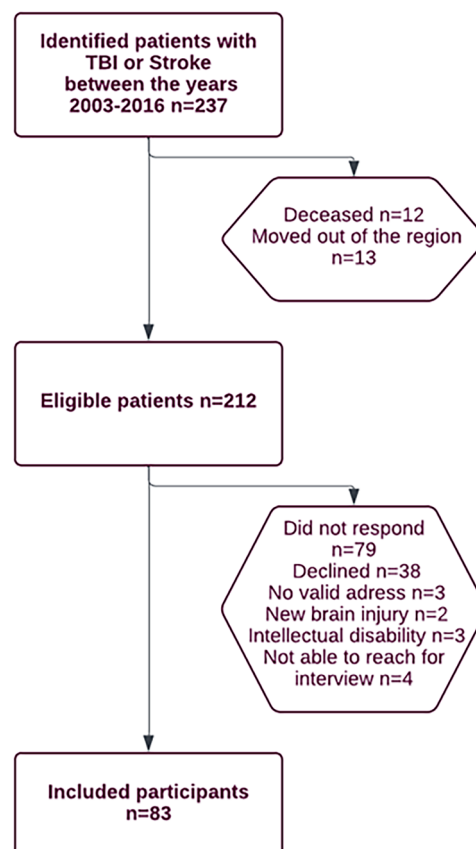 Identified patients with
TBI or Stroke
between the years
2003-2016 n=237
Deceased n=12
Moved out of the region
n=13
Eligible patients n=212
Did not respond
n=79
Declined n=38
No valid adress n=3
New brain injury n=2
Intellectual disability n=3
Not able to reach for
interview n=4
Included participants
n=83